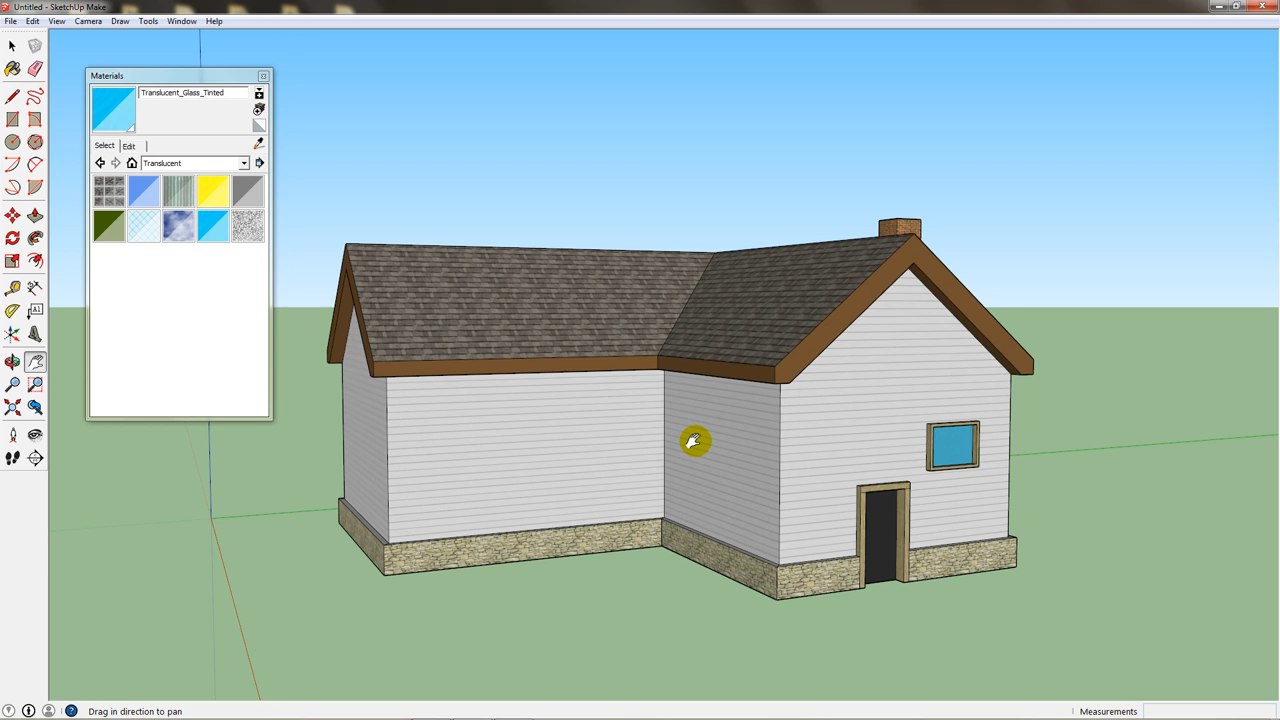 Untitled - SketchUp Make
File Edit View Camera Draw Tools Window Help
Materials
Translucent_Glass_Tinted
Select Edit
Translucent
A1
Drag in direction to pan
Measurements